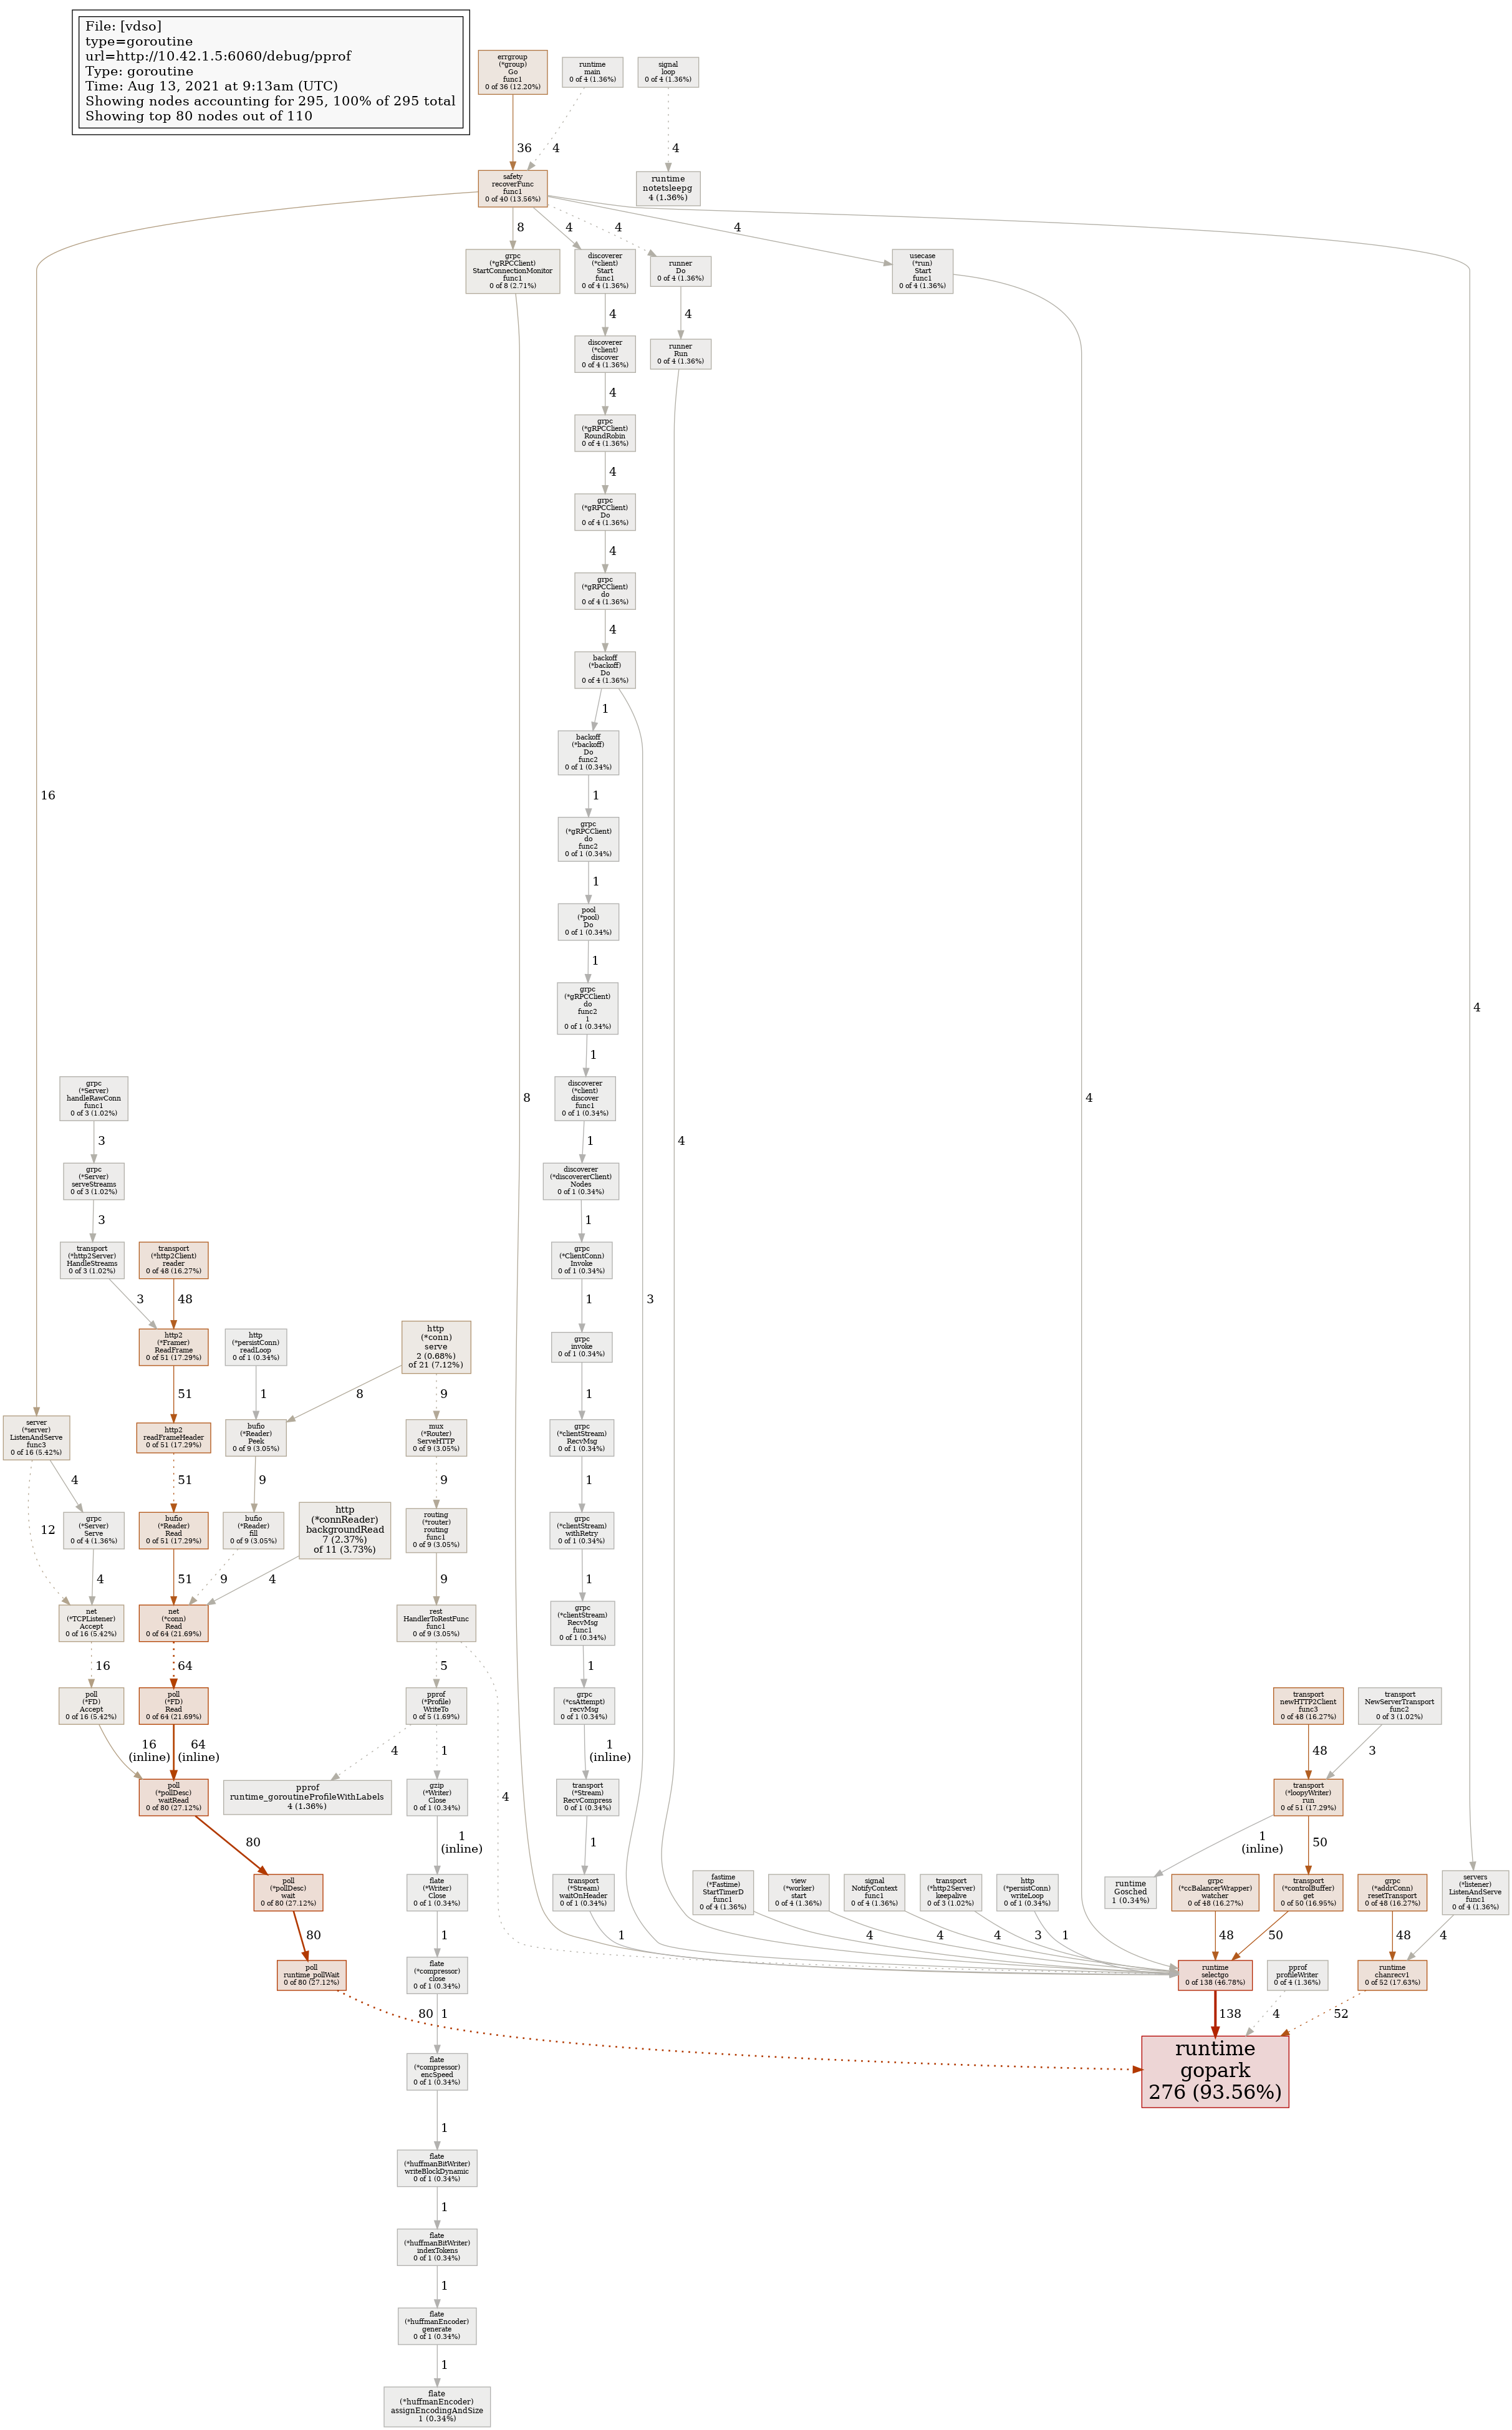 File: [vdso]
type=goroutine
url=http://10.42.1.5:6060/debug/pprof
Type: goroutine
Time: Aug 13, 2021 at 9:13am (UTC)
Showing nodes accounting for 295, 100% of 295 total
Showing top 80 nodes out of 110
errgroup
(*group)
Go
func1
0 of 36 (12.20%)
runtime
main
0 of 4 (1.36%)
signal
loop
0 of 4 (1.36%)
36
4
4
safety
recoverFunc
func1
0 of 40 (13.56%)
runtime
notetsleepg
4 (1.36%)
16
8
4
4
4
4
grpc
(*gRPCClient)
StartConnectionMonitor
func1
0 of 8 (2.71%)
discoverer
(*client)
Start
func1
0 of 4 (1.36%)
runner
Do
0 of 4 (1.36%)
usecase
(*run)
Start
func1
0 of 4 (1.36%)
8
4
4
4
discoverer
(*client)
discover
0 of 4 (1.36%)
runner
Run
0 of 4 (1.36%)
4
4
grpc
(*gRPCClient)
RoundRobin
0 of 4 (1.36%)
4
grpc
(*gRPCClient)
Do
0 of 4 (1.36%)
4
grpc
(*gRPCClient)
do
0 of 4 (1.36%)
4
backoff
(*backoff)
Do
0 of 4 (1.36%)
1
3
backoff
(*backoff)
Do
func2
0 of 1 (0.34%)
1
grpc
(*gRPCClient)
do
func2
0 of 1 (0.34%)
1
pool
(*pool)
Do
0 of 1 (0.34%)
1
grpc
(*gRPCClient)
do
func2
1
0 of 1 (0.34%)
1
discoverer
(*client)
discover
func1
0 of 1 (0.34%)
1
discoverer
(*discovererClient)
Nodes
0 of 1 (0.34%)
1
grpc
(*ClientConn)
Invoke
0 of 1 (0.34%)
1
grpc
invoke
0 of 1 (0.34%)
1
grpc
(*clientStream)
RecvMsg
0 of 1 (0.34%)
1
grpc
(*clientStream)
withRetry
0 of 1 (0.34%)
1
grpc
(*clientStream)
RecvMsg
func1
0 of 1 (0.34%)
1
grpc
(*csAttempt)
recvMsg
0 of 1 (0.34%)
1
(inline)
transport
(*Stream)
RecvCompress
0 of 1 (0.34%)
1
transport
(*Stream)
waitOnHeader
0 of 1 (0.34%)
1
grpc
(*Server)
handleRawConn
func1
0 of 3 (1.02%)
3
grpc
(*Server)
serveStreams
0 of 3 (1.02%)
3
transport
(*http2Server)
HandleStreams
0 of 3 (1.02%)
transport
(*http2Client)
reader
0 of 48 (16.27%)
3
48
http2
(*Framer)
ReadFrame
0 of 51 (17.29%)
http
(*persistConn)
readLoop
0 of 1 (0.34%)
http
(*conn)
serve
2 (0.68%)
of 21 (7.12%)
51
1
8
9
server
(*server)
ListenAndServe
func3
0 of 16 (5.42%)
http2
readFrameHeader
0 of 51 (17.29%)
bufio
(*Reader)
Peek
0 of 9 (3.05%)
mux
(*Router)
ServeHTTP
0 of 9 (3.05%)
12
4
51
9
9
grpc
(*Server)
Serve
0 of 4 (1.36%)
bufio
(*Reader)
Read
0 of 51 (17.29%)
bufio
(*Reader)
fill
0 of 9 (3.05%)
http
(*connReader)
backgroundRead
7 (2.37%)
of 11 (3.73%)
routing
(*router)
routing
func1
0 of 9 (3.05%)
4
51
9
4
9
net
(*TCPListener)
Accept
0 of 16 (5.42%)
net
(*conn)
Read
0 of 64 (21.69%)
rest
HandlerToRestFunc
func1
0 of 9 (3.05%)
16
64
5
4
poll
(*FD)
Accept
0 of 16 (5.42%)
poll
(*FD)
Read
0 of 64 (21.69%)
pprof
(*Profile)
WriteTo
0 of 5 (1.69%)
16
(inline)
64
(inline)
4
1
poll
(*pollDesc)
waitRead
0 of 80 (27.12%)
pprof
runtime_goroutineProfileWithLabels
4 (1.36%)
gzip
(*Writer)
Close
0 of 1 (0.34%)
80
1
(inline)
poll
(*pollDesc)
wait
0 of 80 (27.12%)
flate
(*Writer)
Close
0 of 1 (0.34%)
80
1
poll
runtime_pollWait
0 of 80 (27.12%)
flate
(*compressor)
close
0 of 1 (0.34%)
80
1
flate
(*compressor)
encSpeed
0 of 1 (0.34%)
1
flate
(*huffmanBitWriter)
writeBlockDynamic
0 of 1 (0.34%)
1
flate
(*huffmanBitWriter)
indexTokens
0 of 1 (0.34%)
1
flate
(*huffmanEncoder)
generate
0 of 1 (0.34%)
1
flate
(*huffmanEncoder)
assignEncodingAndSize
1 (0.34%)
transport
newHTTP2Client
func3
0 of 48 (16.27%)
transport
NewServerTransport
func2
0 of 3 (1.02%)
48
3
transport
(*loopyWriter)
run
0 of 51 (17.29%)
1
(inline)
50
fastime
(*Fastime)
StartTimerD
func1
0 of 4 (1.36%)
view
(*worker)
start
0 of 4 (1.36%)
signal
NotifyContext
func1
0 of 4 (1.36%)
transport
(*http2Server)
keepalive
0 of 3 (1.02%)
http
(*persistConn)
writeLoop
0 of 1 (0.34%)
runtime
Gosched
1 (0.34%)
grpc
(*ccBalancerWrapper)
watcher
0 of 48 (16.27%)
transport
(*controlBuffer)
get
0 of 50 (16.95%)
grpc
(*addrConn)
resetTransport
0 of 48 (16.27%)
servers
(*listener)
ListenAndServe
func1
0 of 4 (1.36%)
4
4
4
3
1
48
50
48
4
runtime
selectgo
0 of 138 (46.78%)
pprof
profileWriter
0 of 4 (1.36%)
runtime
chanrecv1
0 of 52 (17.63%)
138
4
52
runtime
gopark
276 (93.56%)